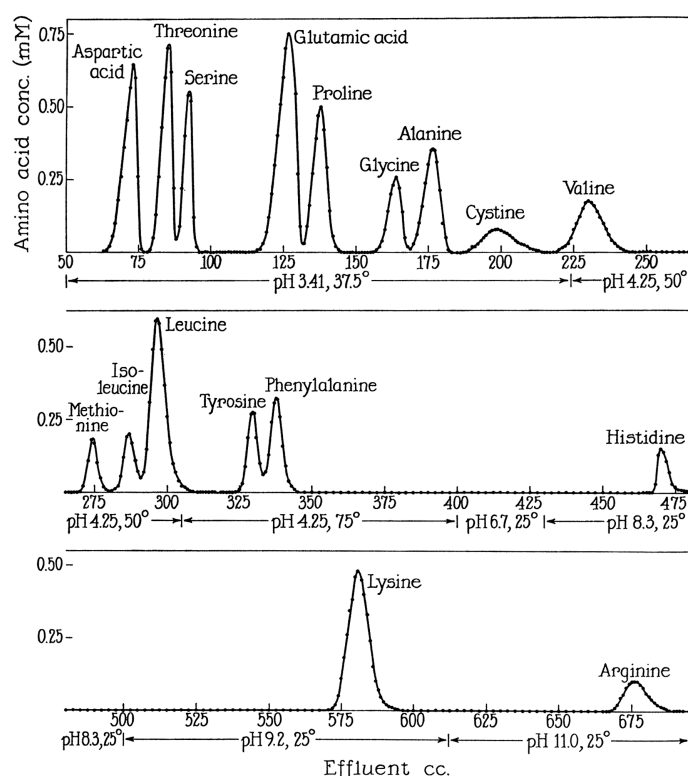 Amino acid conc. (mM)
0.75
0.50
0.25
Aspartic
acid
Threonine
Serine
Glutamic acid
Proline
Glycine
Alanine
Cystine
Valine
50 75 100 125 150 175 200 225 250
pH 3.41, 37.5° pH 4.25, 50°
0.50
0.25
Methio-
nine
Iso-
leucine
Leucine
Tyrosine
Phenylalanine
Histidine
275 300 325 350 375 400 425 450 475
pH 4.25, 50° pH 4.25, 75° pH 6.7, 25° pH 8.3, 25°
0.50
0.25
Lysine
Arginine
500 525 550 575 600 625 650 675
pH 8.3, 25° pH 9.2, 25° pH 11.0, 25°
Effluent cc.